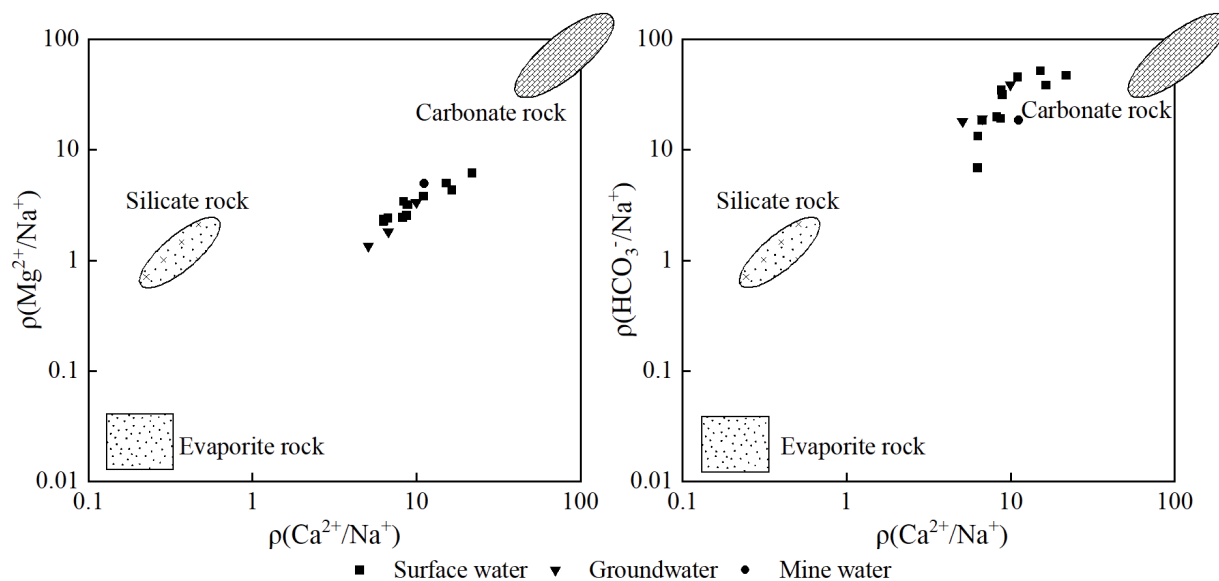 100
10
1
0.1
0.01
ρ(Mg²⁺/Na⁺)
Carbonate rock
Silicate rock
Evaporite rock
0.1 1 10 100
ρ(Ca²⁺/Na⁺)
100
10
1
0.1
0.01
ρ(HCO₃⁻/Na⁺)
Carbonate rock
Silicate rock
Evaporite rock
0.1 1 10 100
ρ(Ca²⁺/Na⁺)
Surface water Groundwater Mine water